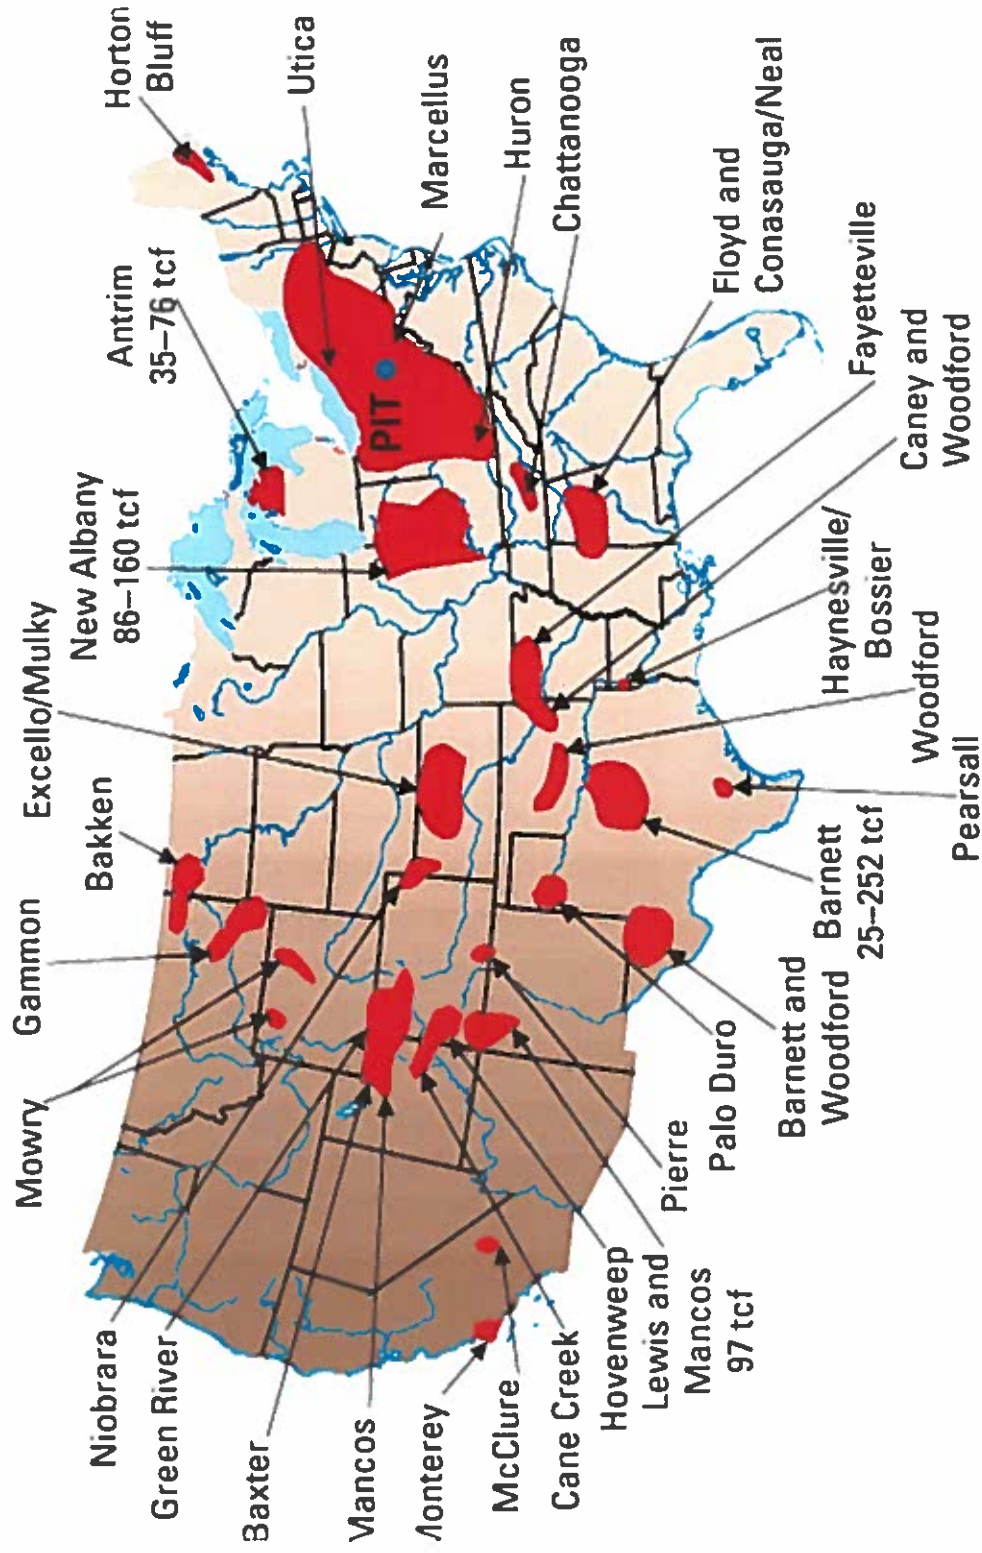 Mowry
Gammon
Bakken
Excello/Mulky
New Albany
86–160 tcf
Antrim
35–76 tcf
Horton
Bluff
Utica
Marcellus
Huron
Chattanooga
Floyd and
Conasauga/Neal
Fayetteville
Caney and
Woodford
Haynesville/
Bossier
Woodford
Pearsall
Barnett
25–252 tcf
Barnett and
Woodford
Palo Duro
Pierre
Lewis and
Mancos
97 tcf
Hovenweep
Cane Creek
McClure
Monterey
Mancos
Baxter
Green River
Niobrara
PIT